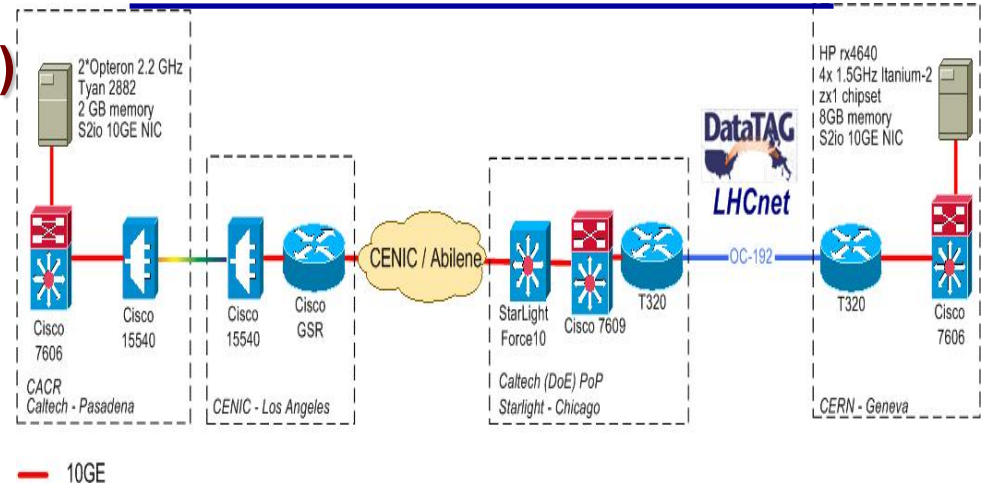 )
2*Opteron 2.2 GHz
Tyan 2882
2 GB memory
S2io 10GE NIC
Cisco
7606
Cisco
15540
CACR
Caltech - Pasadena
Cisco
15540
Cisco
GSR
CENIC - Los Angeles
CENIC / Abilene
StarLight
Force10
Cisco 7609
T320
Caltech (DoE) PoP
Starlight - Chicago
DataTAG
LHCnet
OC-192
HP rx4640
4x 1.5GHz Itanium-2
zx1 chipset
8GB memory
S2io 10GE NIC
T320
Cisco
7606
CERN - Geneva
10GE